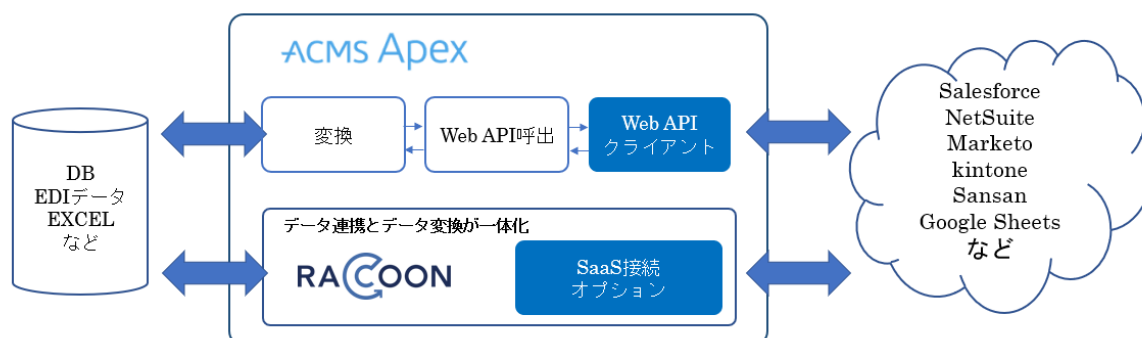 ACMS Apex
DB
EDIデータ
EXCEL
など
変換
Web API呼出
Web API
クライアント
データ連携とデータ変換が一体化
RACCOON
SaaS接続
オプション
Salesforce
NetSuite
Marketo
kintone
Sansan
Google Sheets
など